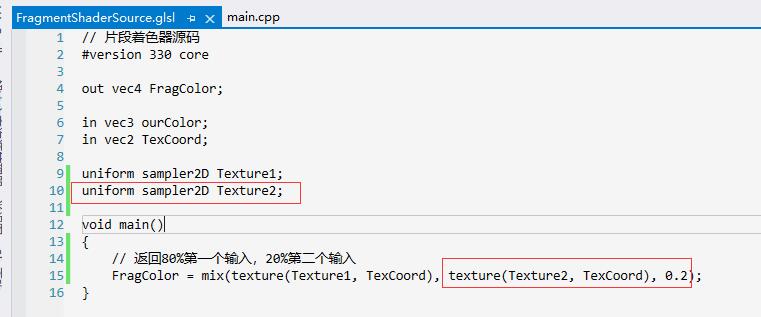 FragmentShaderSource.glsl main.cpp
1 // 片段着色器源码
2 #version 330 core
3
4 out vec4 FragColor;
5
6 in vec3 ourColor;
7 in vec2 TexCoord;
8
9 uniform sampler2D Texture1;
10 uniform sampler2D Texture2;
11
12 void main()
13 {
14 // 返回80%第一个输入，20%第二个输入
15 FragColor = mix(texture(Texture1, TexCoord), texture(Texture2, TexCoord), 0.2);
16 }